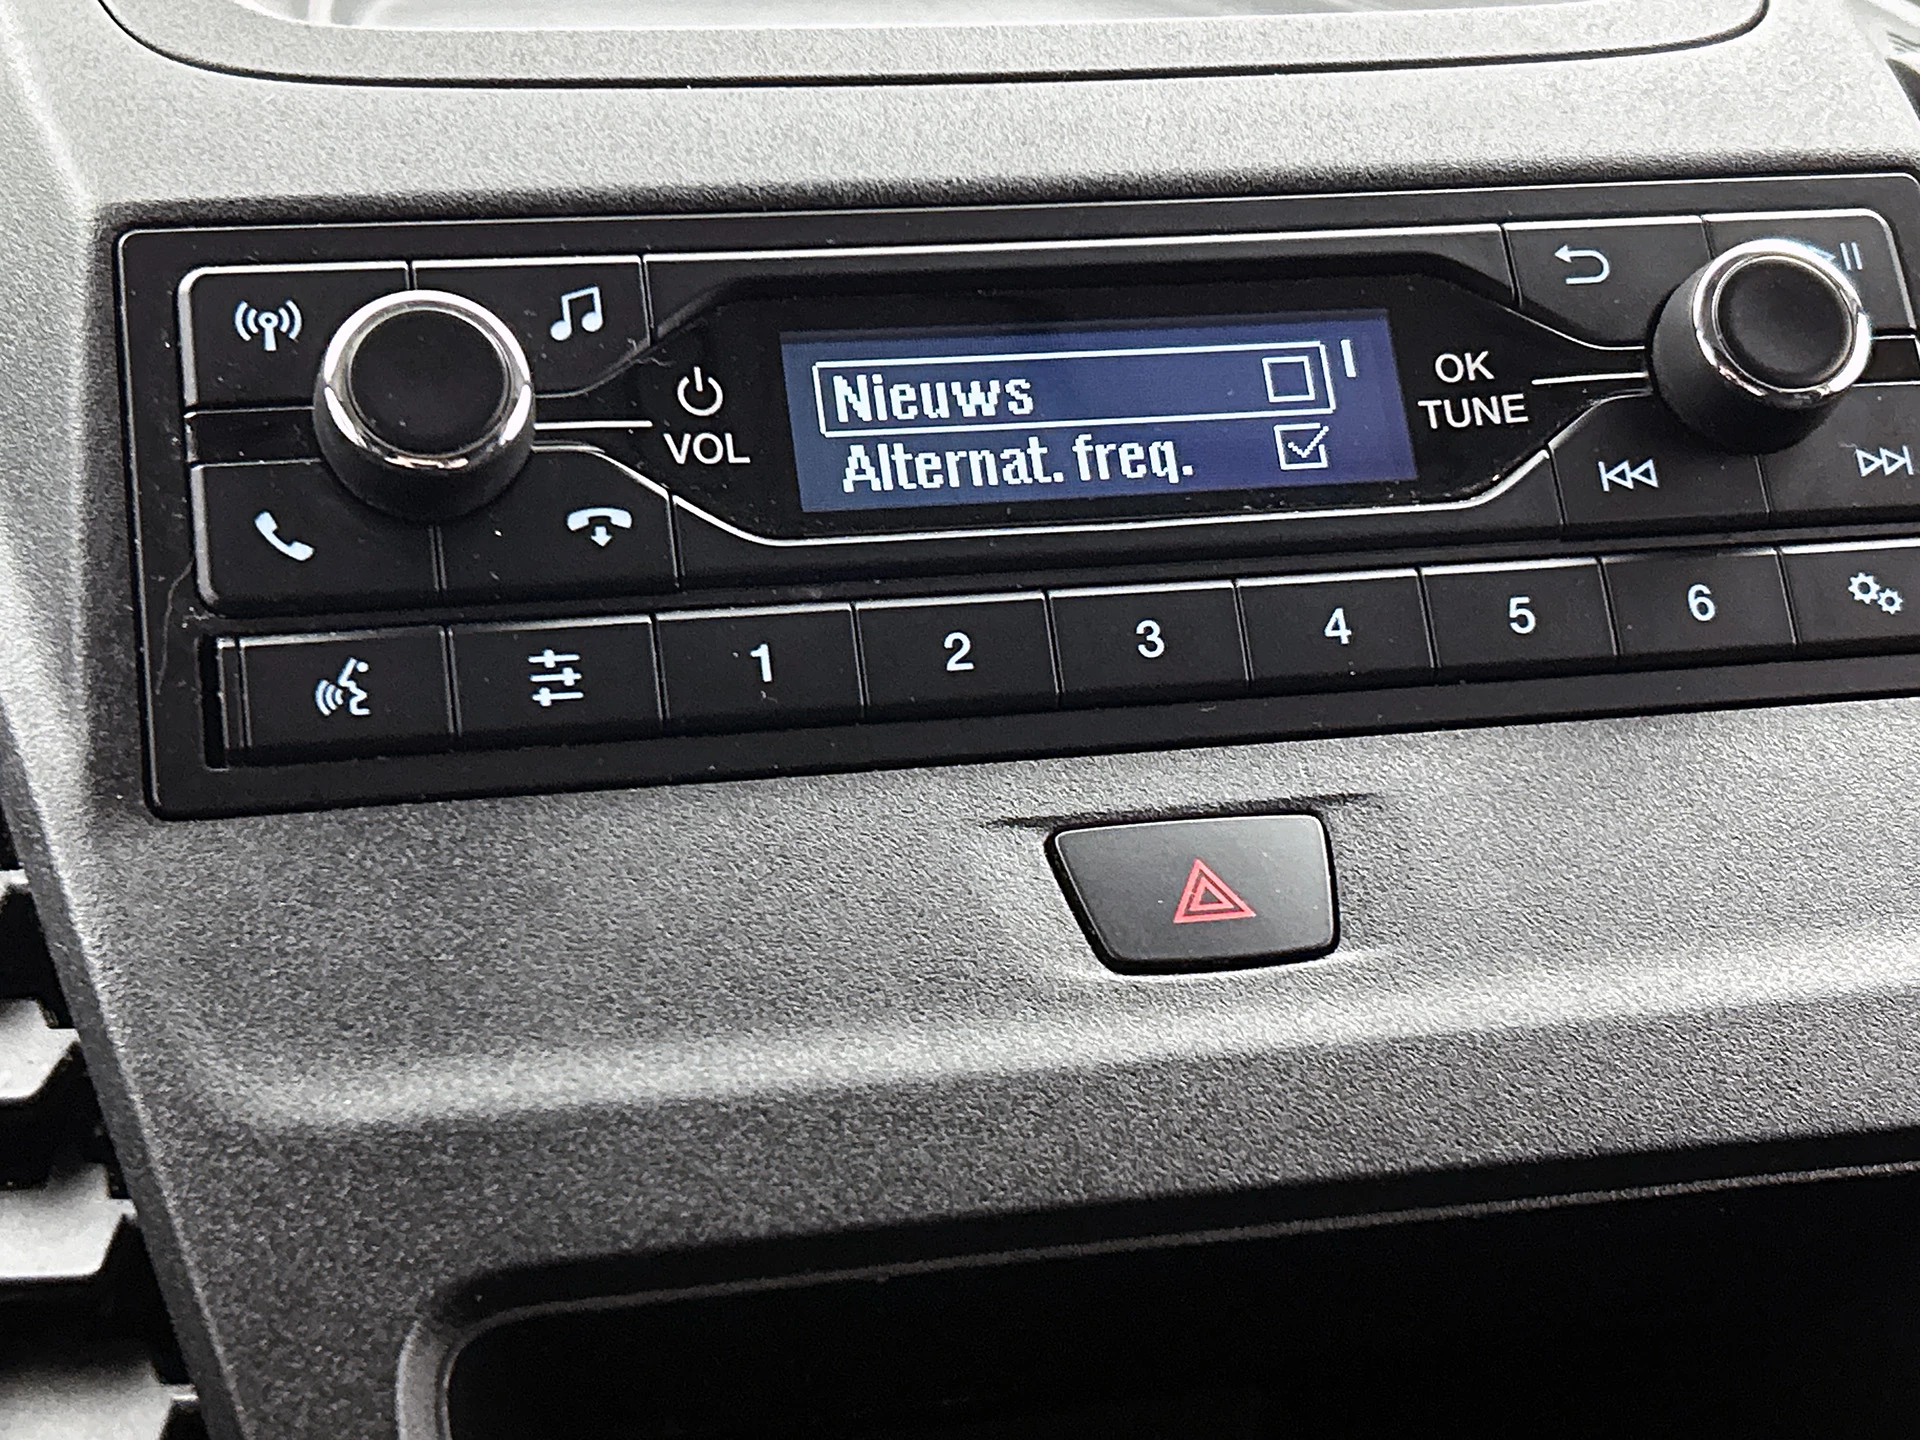 Nieuws
Alternat. freq.
VOL
OK
TUNE
1 2 3 4 5 6